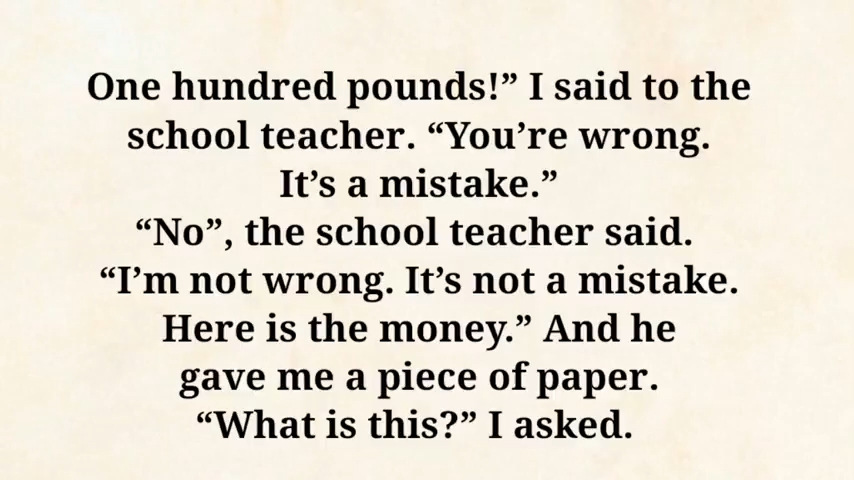 One hundred pounds!” I said to the
school teacher. “You’re wrong.
It’s a mistake.”
“No”, the school teacher said.
“I’m not wrong. It’s not a mistake.
Here is the money.” And he
gave me a piece of paper.
“What is this?” I asked.